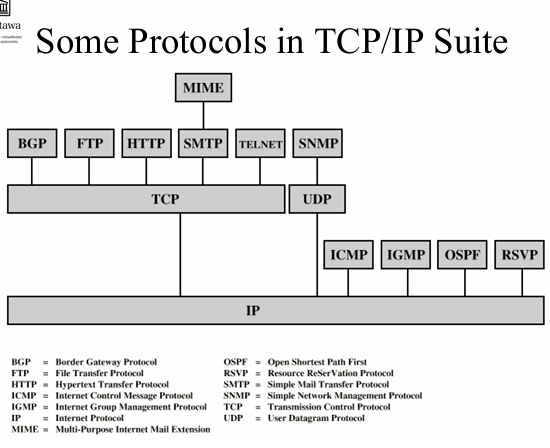 tawa
canadienne
university
Some Protocols in TCP/IP Suite
MIME
BGP FTP HTTP SMTP TELNET SNMP
TCP UDP
ICMP IGMP OSPF RSVP
IP
BGP = Border Gateway Protocol
FTP = File Transfer Protocol
HTTP = Hypertext Transfer Protocol
ICMP = Internet Control Message Protocol
IGMP = Internet Group Management Protocol
IP = Internet Protocol
MIME = Multi-Purpose Internet Mail Extension
OSPF = Open Shortest Path First
RSVP = Resource ReSerVation Protocol
SMTP = Simple Mail Transfer Protocol
SNMP = Simple Network Management Protocol
TCP = Transmission Control Protocol
UDP = User Datagram Protocol